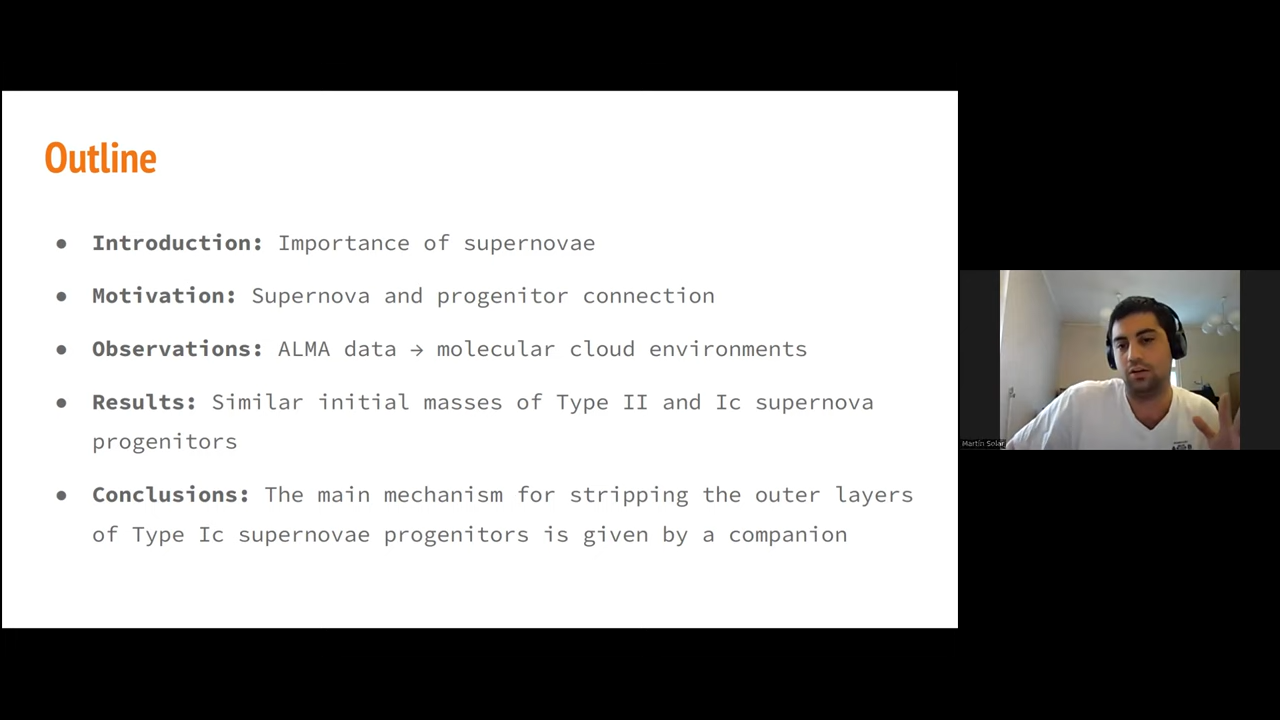 Outline
● Introduction: Importance of supernovae
● Motivation: Supernova and progenitor connection
● Observations: ALMA data → molecular cloud environments
● Results: Similar initial masses of Type II and Ic supernova
progenitors
● Conclusions: The main mechanism for stripping the outer layers
of Type Ic supernovae progenitors is given by a companion
Martín Solar